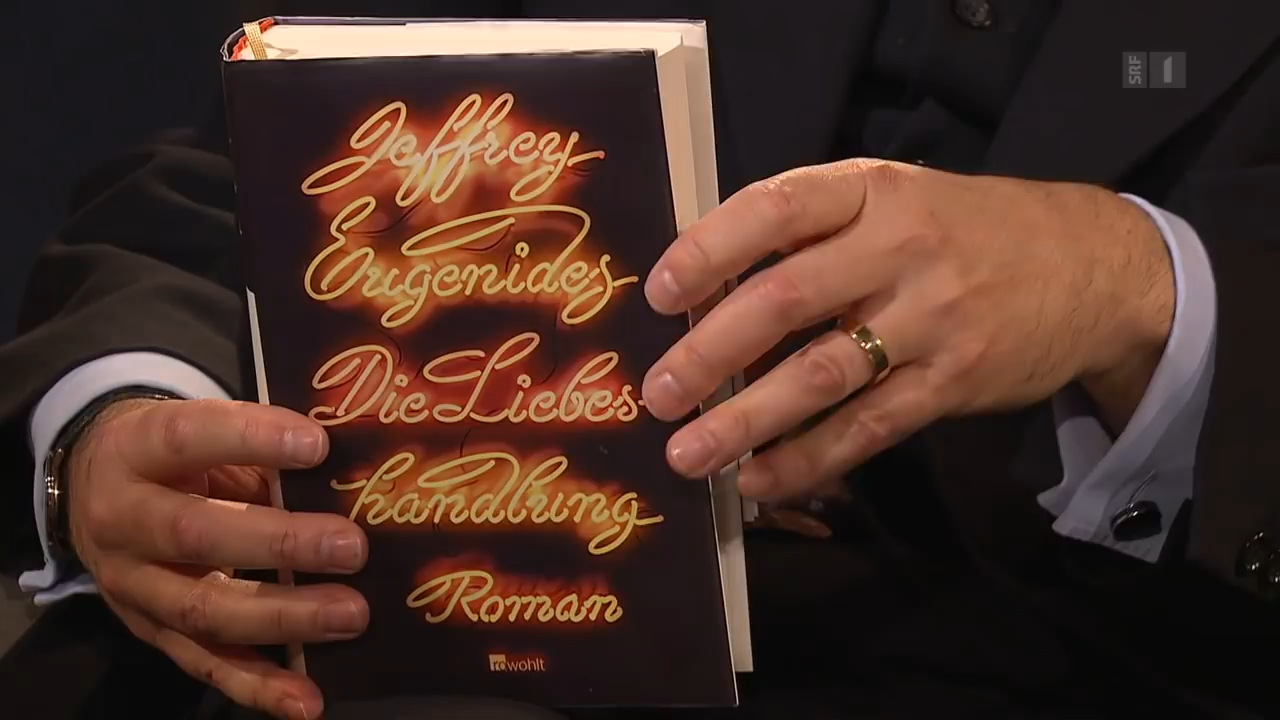 SRF 1
Jeffrey
Eugenides
Die Liebes-
handlung
Roman
rowohlt